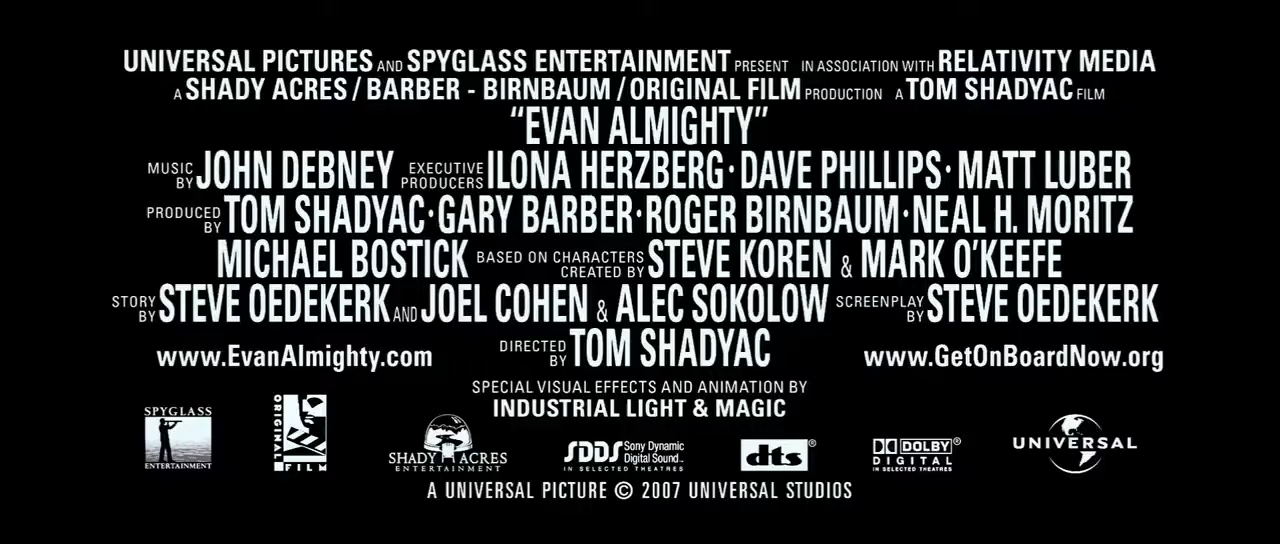 UNIVERSAL PICTURES AND SPYGLASS ENTERTAINMENT PRESENT IN ASSOCIATION WITH RELATIVITY MEDIA
A SHADY ACRES / BARBER - BIRNBAUM / ORIGINAL FILM PRODUCTION A TOM SHADYAC FILM
“EVAN ALMIGHTY”
MUSIC BY JOHN DEBNEY EXECUTIVE PRODUCERS ILONA HERZBERG · DAVE PHILLIPS · MATT LUBER
PRODUCED BY TOM SHADYAC · GARY BARBER · ROGER BIRNBAUM · NEAL H. MORITZ
MICHAEL BOSTICK BASED ON CHARACTERS CREATED BY STEVE KOREN & MARK O'KEEFE
STORY BY STEVE OEDEKERK AND JOEL COHEN & ALEC SOKOLOW SCREENPLAY BY STEVE OEDEKERK
www.EvanAlmighty.com DIRECTED BY TOM SHADYAC www.GetOnBoardNow.org
SPECIAL VISUAL EFFECTS AND ANIMATION BY
INDUSTRIAL LIGHT & MAGIC
SPYGLASS ENTERTAINMENT
ORIGINAL FILM
SHADY ACRES ENTERTAINMENT
SDDS Sony Dynamic Digital Sound™ IN SELECTED THEATRES
dts®
DOLBY® DIGITAL IN SELECTED THEATRES
UNIVERSAL
A UNIVERSAL PICTURE © 2007 UNIVERSAL STUDIOS